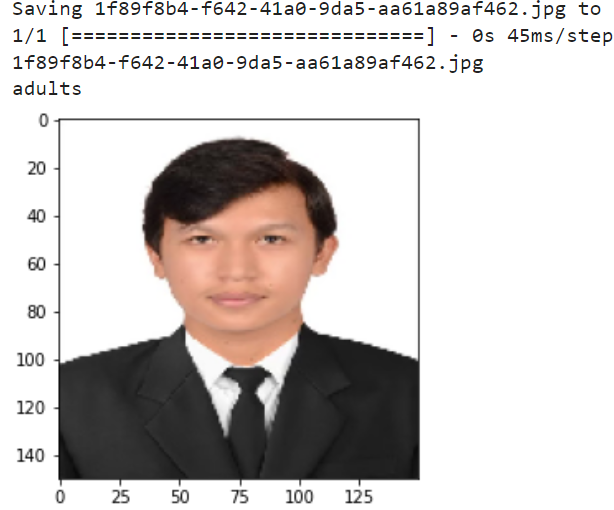 Saving 1f89f8b4-f642-41a0-9da5-aa61a89af462.jpg to
1/1 [==============================] - 0s 45ms/step
1f89f8b4-f642-41a0-9da5-aa61a89af462.jpg
adults
0
20
40
60
80
100
120
140
0 25 50 75 100 125